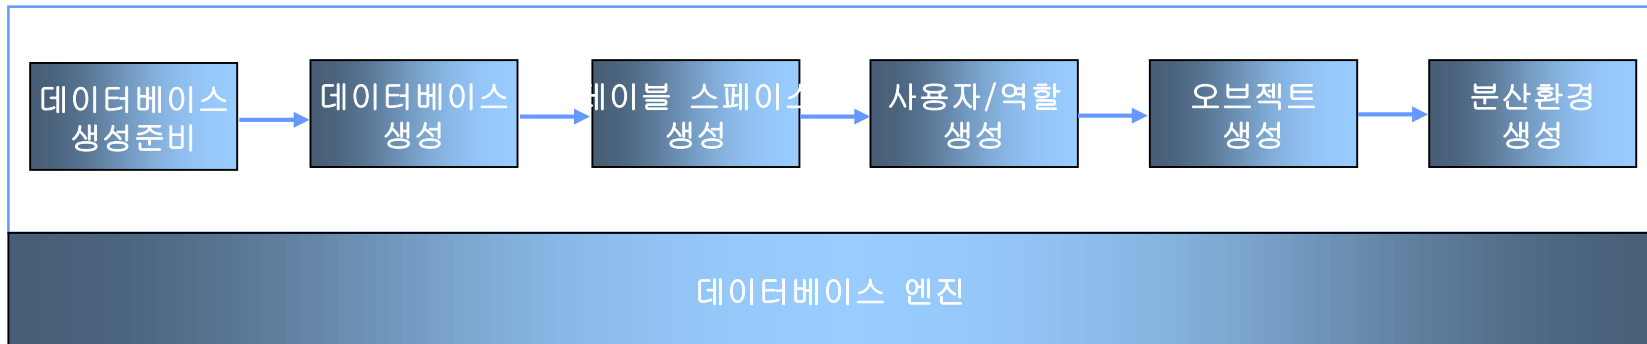 데이터베이스
생성준비
데이터베이스
생성
테이블 스페이스
생성
사용자/역할
생성
오브젝트
생성
분산환경
생성
데이터베이스 엔진